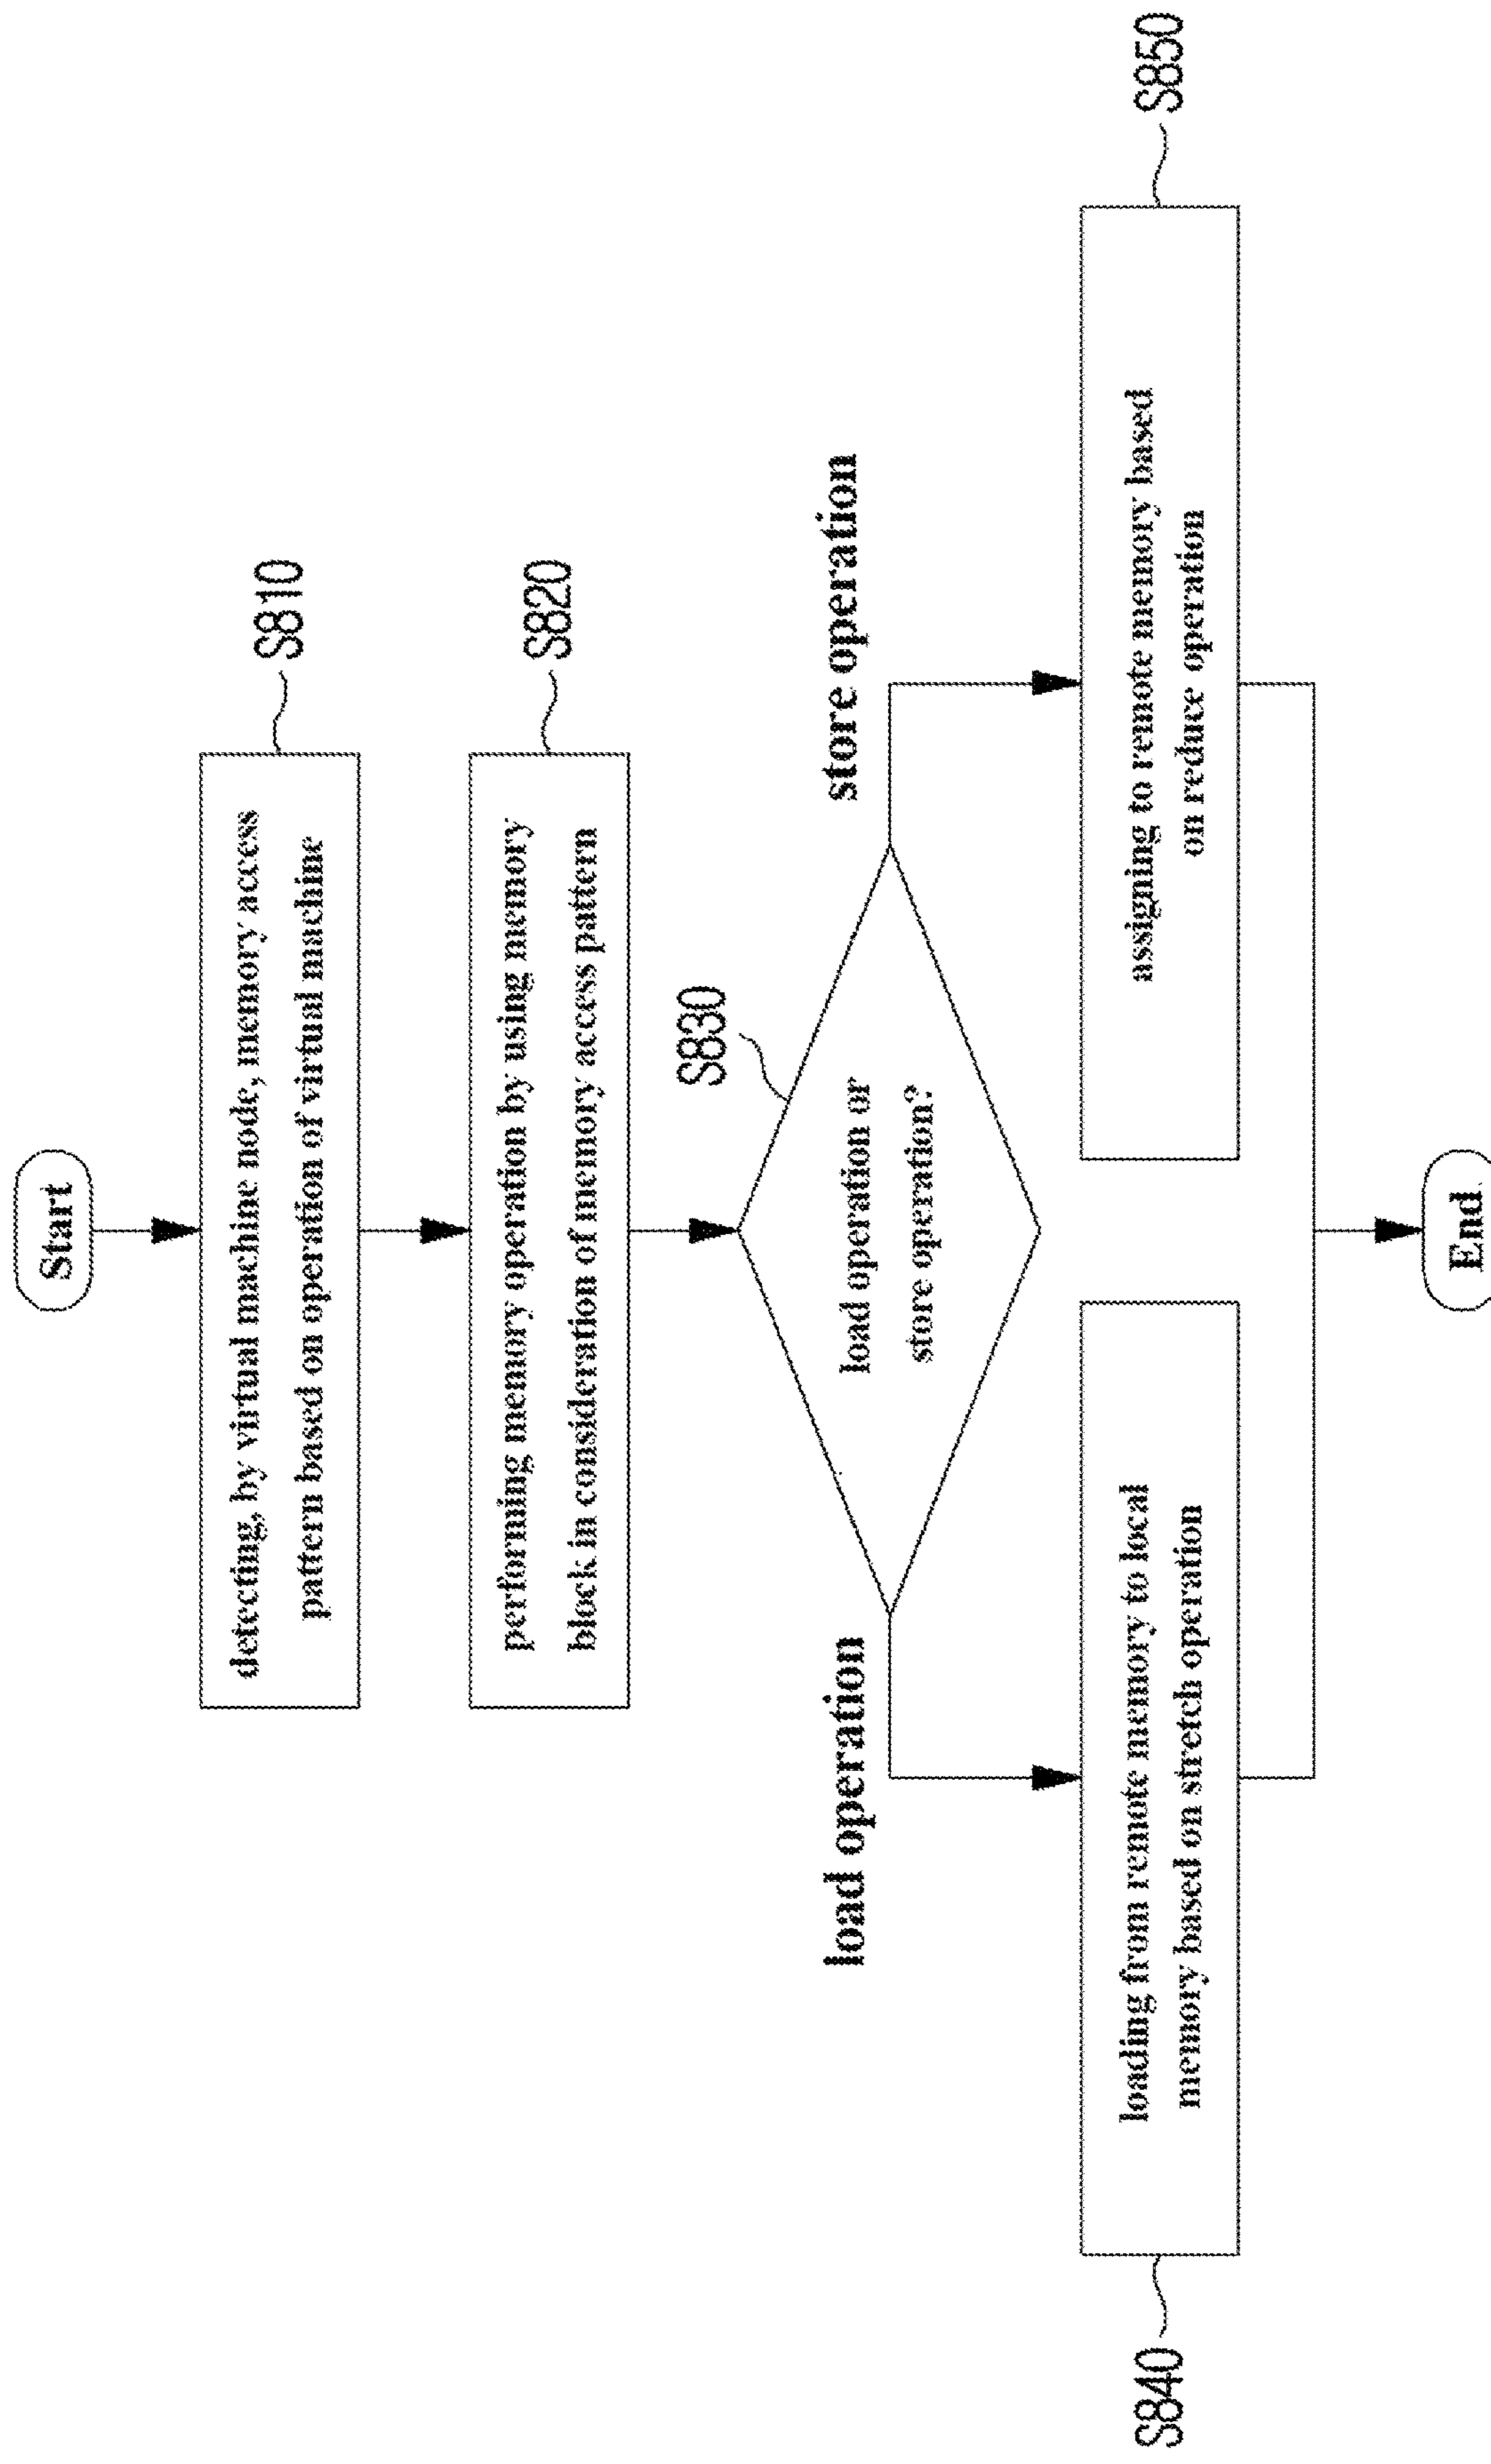 Start
detecting, by virtual machine node, memory access
pattern based on operation of virtual machine
S810
performing memory operation by using memory
block in consideration of memory access pattern
S820
S830
load operation or
store operation?
load operation
store operation
loading from remote memory to local
memory based on stretch operation
S840
assigning to remote memory based
on reduce operation
S850
End